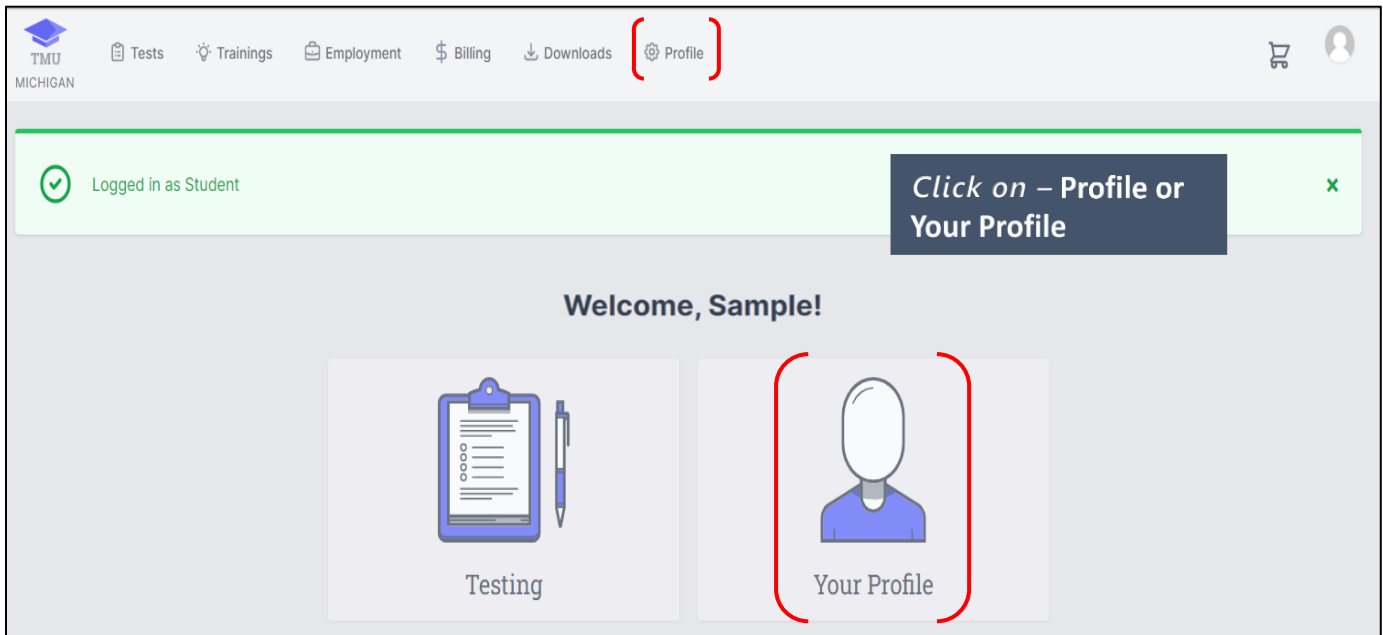 TMU
MICHIGAN
Tests Trainings Employment $ Billing Downloads Profile
Logged in as Student
Click on – Profile or
Your Profile
x
Welcome, Sample!
Testing
Your Profile